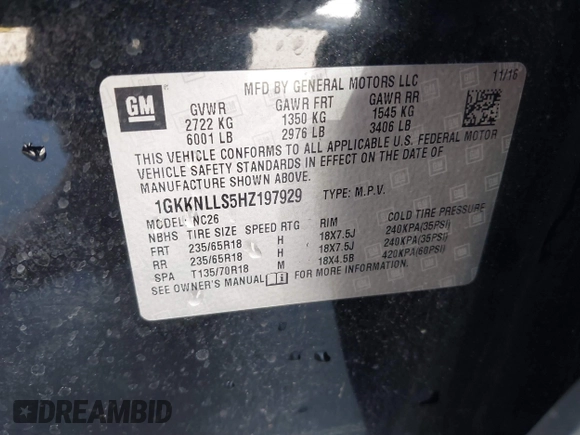 MFD BY GENERAL MOTORS LLC
11/16
GM
GVWR GAWR FRT GAWR RR
2722 KG 1350 KG 1545 KG
6001 LB 2976 LB 3406 LB
THIS VEHICLE CONFORMS TO ALL APPLICABLE U.S. FEDERAL MOTOR
VEHICLE SAFETY STANDARDS IN EFFECT ON THE DATE OF
MANUFACTURE SHOWN ABOVE.
1GKKNLLS5HZ197929 TYPE: M.P.V.
MODEL: NC26
NBHS TIRE SIZE SPEED RTG RIM COLD TIRE PRESSURE
FRT 235/65R18 H 18X7.5J 240KPA(35PSI)
RR 235/65R18 H 18X7.5J 240KPA(35PSI)
SPA T135/70R18 M 18X4.5B 420KPA(60PSI)
SEE OWNER'S MANUAL FOR MORE INFORMATION.
DREAMBID